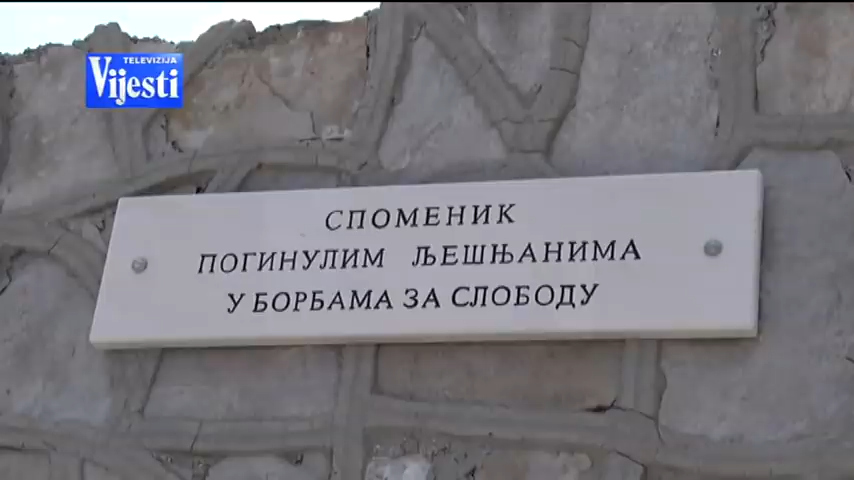 TELEVIZIJA
Vijesti
СПОМЕНИК
ПОГИНУЛИМ ЉЕШЊАНИМА
У БОРБАМА ЗА СЛОБОДУ